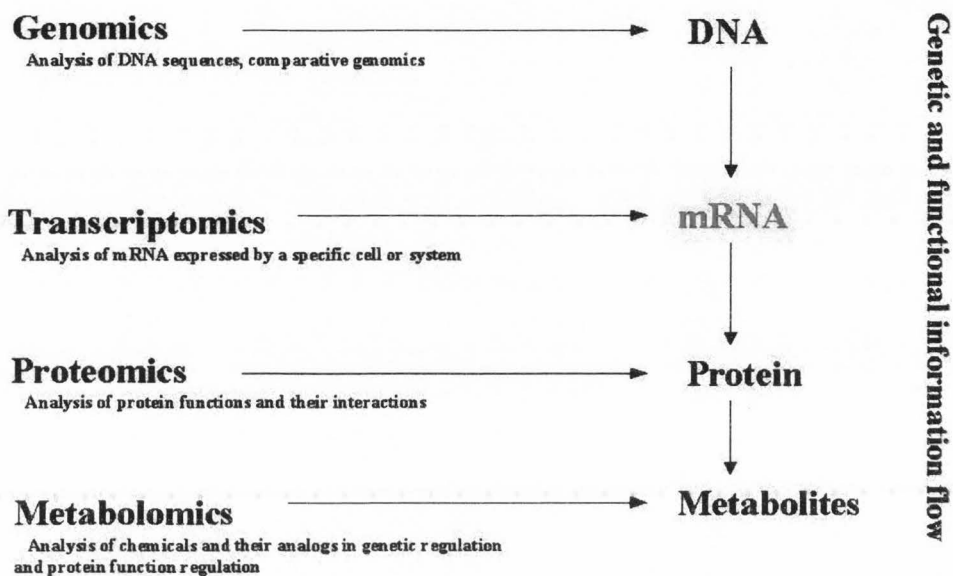 Genomics
DNA
Analysis of DNA sequences, comparative genomics
Transcriptomics
mRNA
Analysis of mRNA expressed by a specific cell or system
Proteomics
Protein
Analysis of protein functions and their interactions
Metabolomics
Metabolites
Analysis of chemicals and their analogs in genetic regulation
and protein function regulation
Genetic and functional information flow